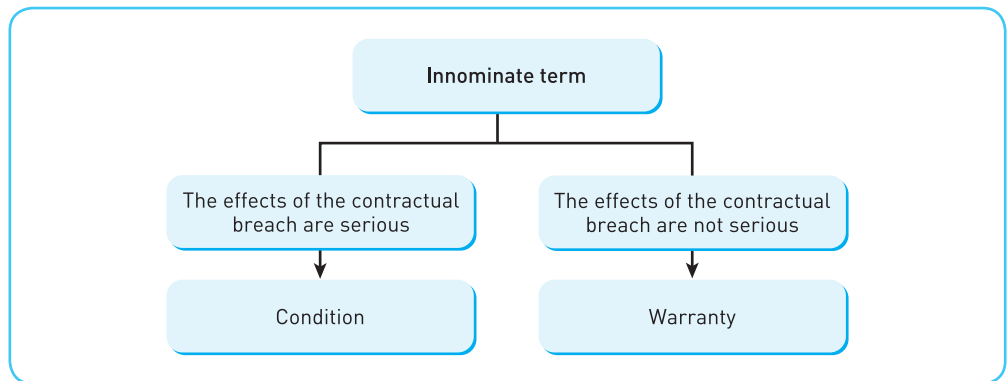 Innominate term
The effects of the contractual
breach are serious
The effects of the contractual
breach are not serious
Condition
Warranty